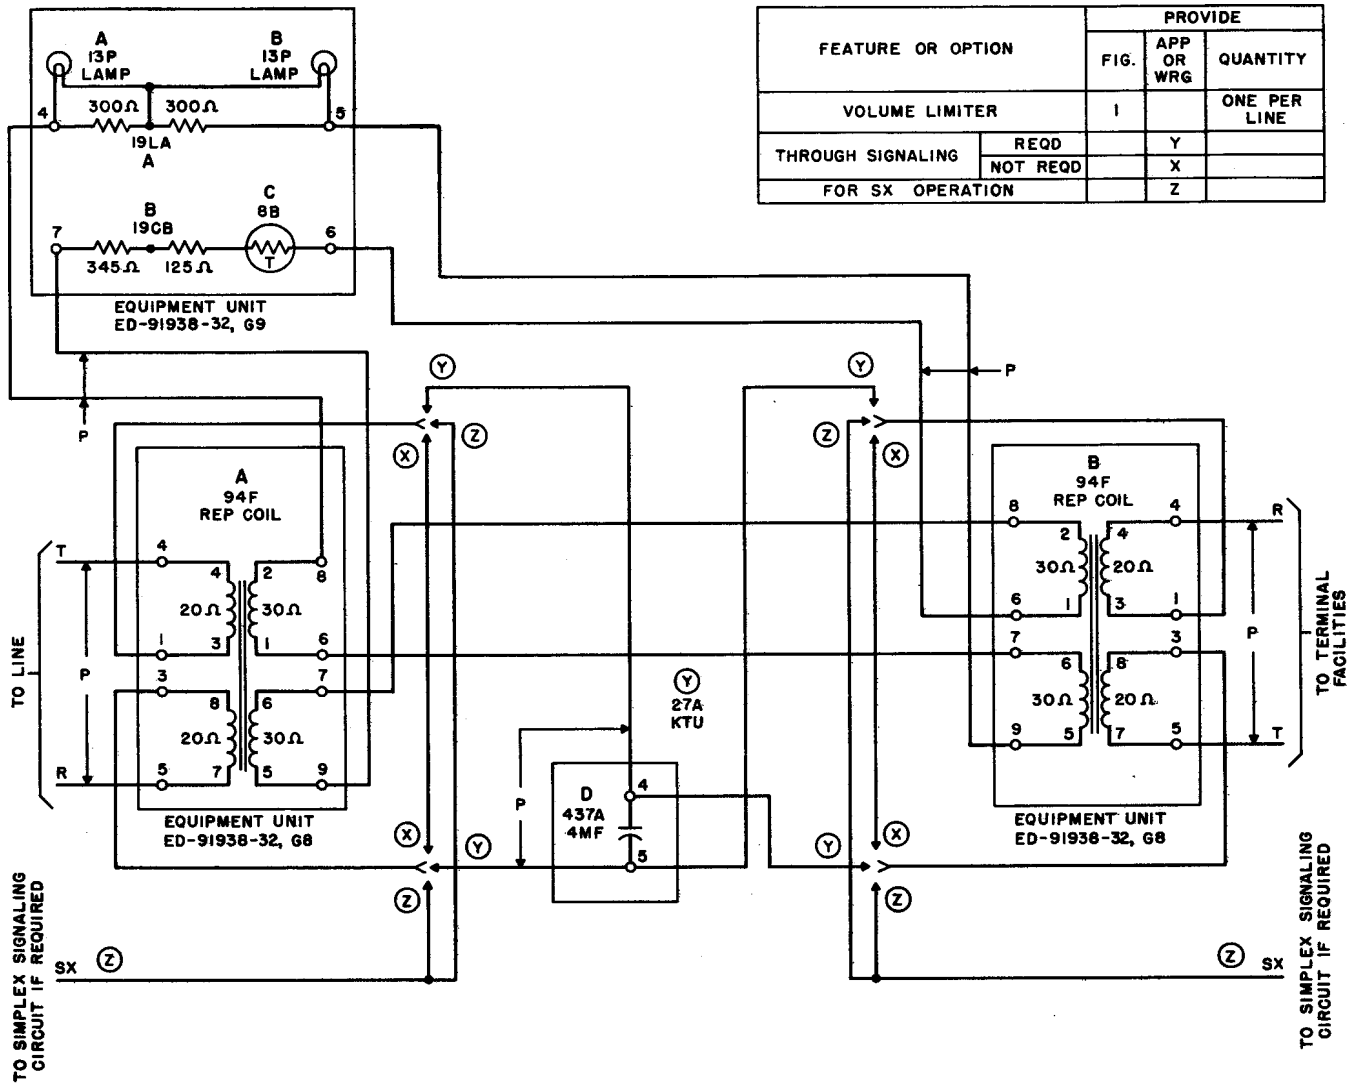 A
13P
LAMP
B
13P
LAMP
4
300Ω 300Ω
5
19LA
A
B
19CB
C
8B
7
6
345Ω 125Ω
T
EQUIPMENT UNIT
ED-91938-32, G9
FEATURE OR OPTION
PROVIDE
FIG.
APP
OR
WRG
QUANTITY
VOLUME LIMITER
1
ONE PER
LINE
THROUGH SIGNALING
REQD
Y
NOT REQD
X
FOR SX OPERATION
Z
P
Y
Z
X
Y
Z
X
P
A
94F
REP COIL
TO LINE
T
R
P
4
1
3
5
4
20Ω
3
8
20Ω
7
2
30Ω
1
6
30Ω
5
8
6
7
9
EQUIPMENT UNIT
ED-91938-32, G8
Y
27A
KTU
P
D
437A
4MF
4
5
B
94F
REP COIL
8
6
7
9
2
30Ω
1
6
30Ω
5
4
20Ω
3
8
20Ω
7
4
1
3
5
R
P
T
TO TERMINAL
FACILITIES
EQUIPMENT UNIT
ED-91938-32, G8
X
Y
Z
Y
X
Z
TO SIMPLEX SIGNALING
CIRCUIT IF REQUIRED
SX
Z
Z
SX
TO SIMPLEX SIGNALING
CIRCUIT IF REQUIRED